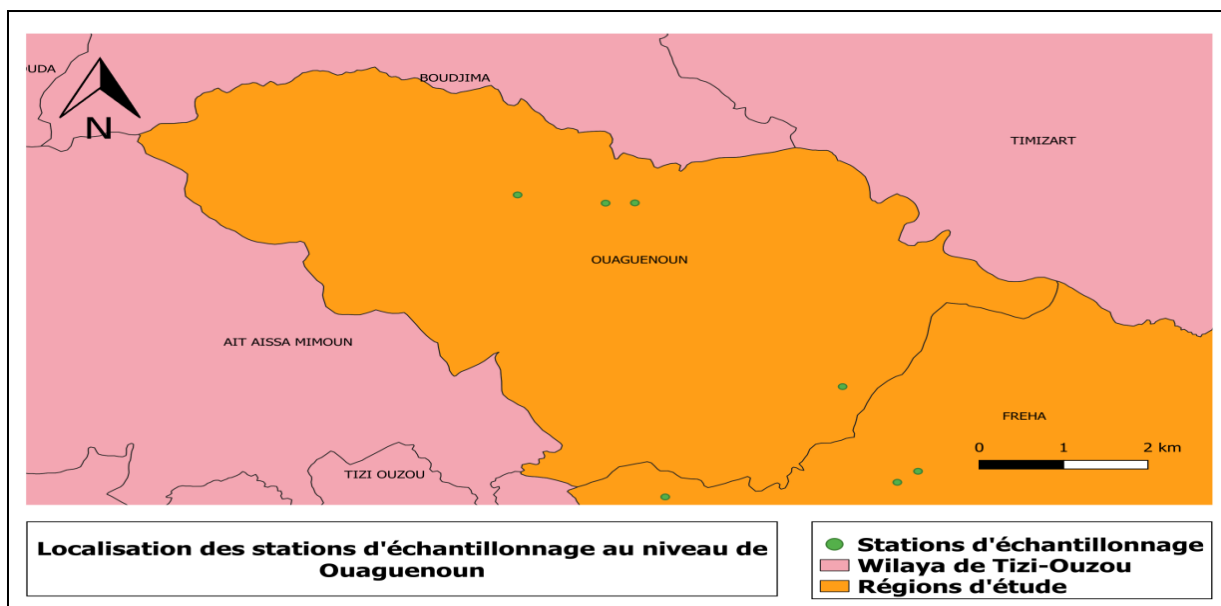 BOUDJIMA
N
TIMIZART
OUAGUENOUN
AIT AISSA MIMOUN
FREHA
0 1 2 km
TIZI OUZOU
Localisation des stations d'échantillonnage au niveau de
Ouaguenoun
Stations d'échantillonnage
Wilaya de Tizi-Ouzou
Régions d'étude